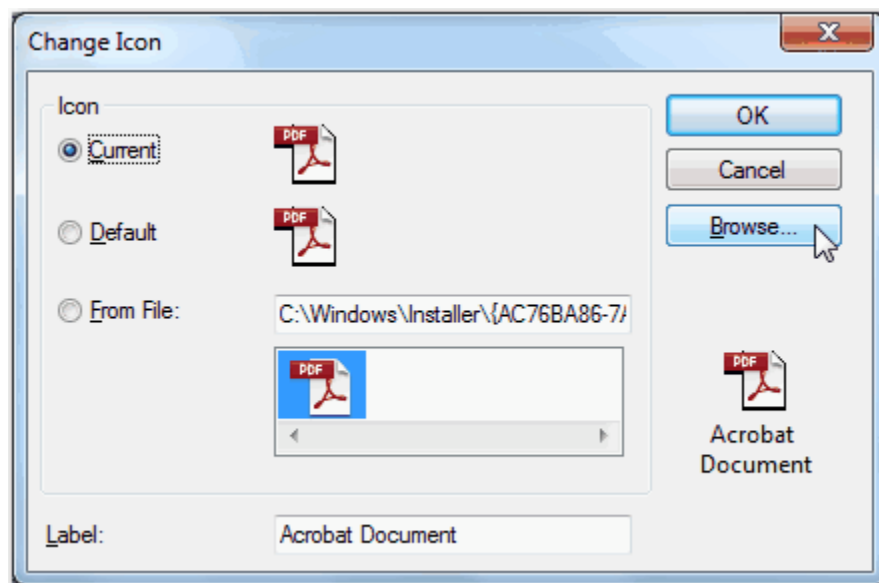 Change Icon
Icon
OK
Current
PDF
Cancel
Default
PDF
Browse...
From File:
C:\Windows\Installer\{AC76BA86-7A
PDF
PDF
Acrobat
Document
Label:
Acrobat Document